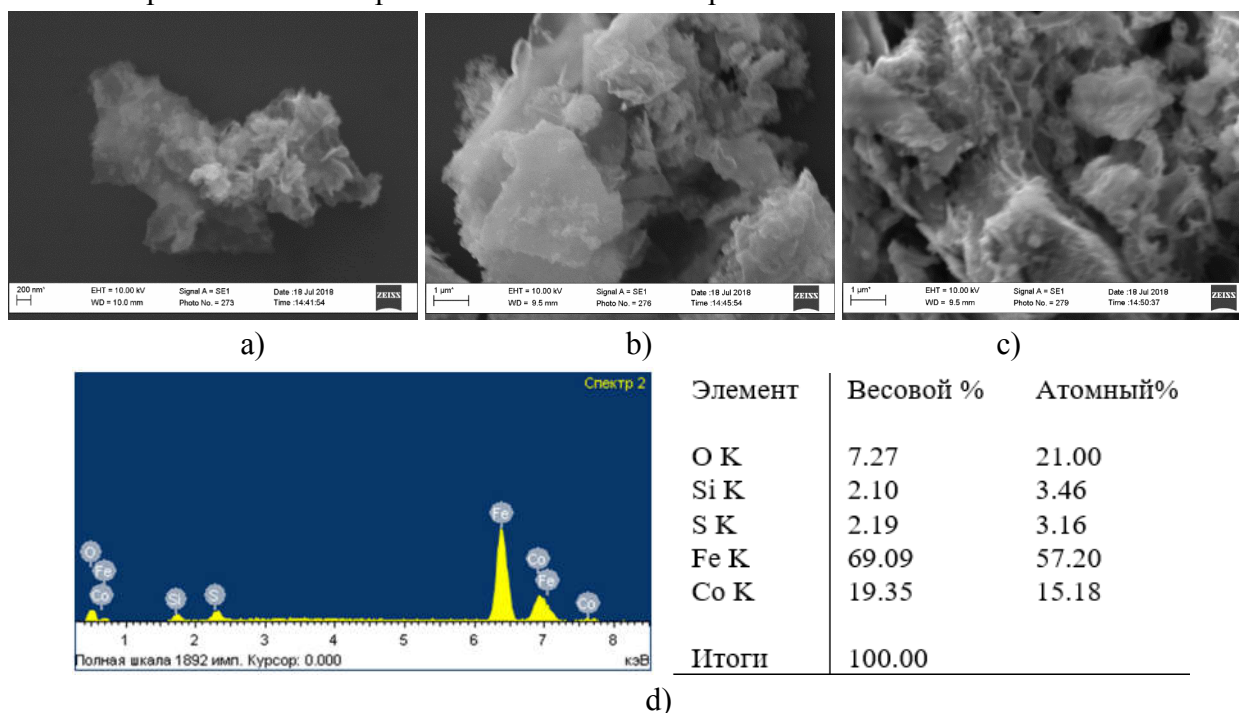 200 nm*
EHT = 10.00 kV
WD = 10.0 mm
Signal A = SE1
Photo No. = 273
Date :18 Jul 2018
Time :14:41:54
ZEISS
1 µm*
EHT = 10.00 kV
WD = 9.5 mm
Signal A = SE1
Photo No. = 276
Date :18 Jul 2018
Time :14:45:54
ZEISS
1 µm*
EHT = 10.00 kV
WD = 9.5 mm
Signal A = SE1
Photo No. = 279
Date :18 Jul 2018
Time :14:50:37
ZEISS
a)
b)
c)
Спектр 2
O
Fe
Co
Si
S
Fe
Co
Fe
Co
1 2 3 4 5 6 7 8
Полная шкала 1892 имп. Курсор: 0.000
кэВ
Элемент Весовой % Атомный%
O K 7.27 21.00
Si K 2.10 3.46
S K 2.19 3.16
Fe K 69.09 57.20
Co K 19.35 15.18
Итоги 100.00
d)